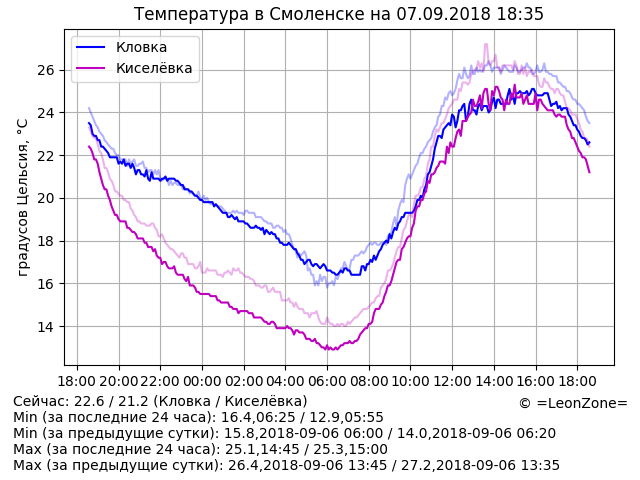 Температура в Смоленске на 07.09.2018 18:35
Кловка
Киселёвка
градусов Цельсия, °C
26
24
22
20
18
16
14
18:00 20:00 22:00 00:00 02:00 04:00 06:00 08:00 10:00 12:00 14:00 16:00 18:00
Сейчас: 22.6 / 21.2 (Кловка / Киселёвка)
© =LeonZone=
Min (за последние 24 часа): 16.4,06:25 / 12.9,05:55
Min (за предыдущие сутки): 15.8,2018-09-06 06:00 / 14.0,2018-09-06 06:20
Max (за последние 24 часа): 25.1,14:45 / 25.3,15:00
Max (за предыдущие сутки): 26.4,2018-09-06 13:45 / 27.2,2018-09-06 13:35